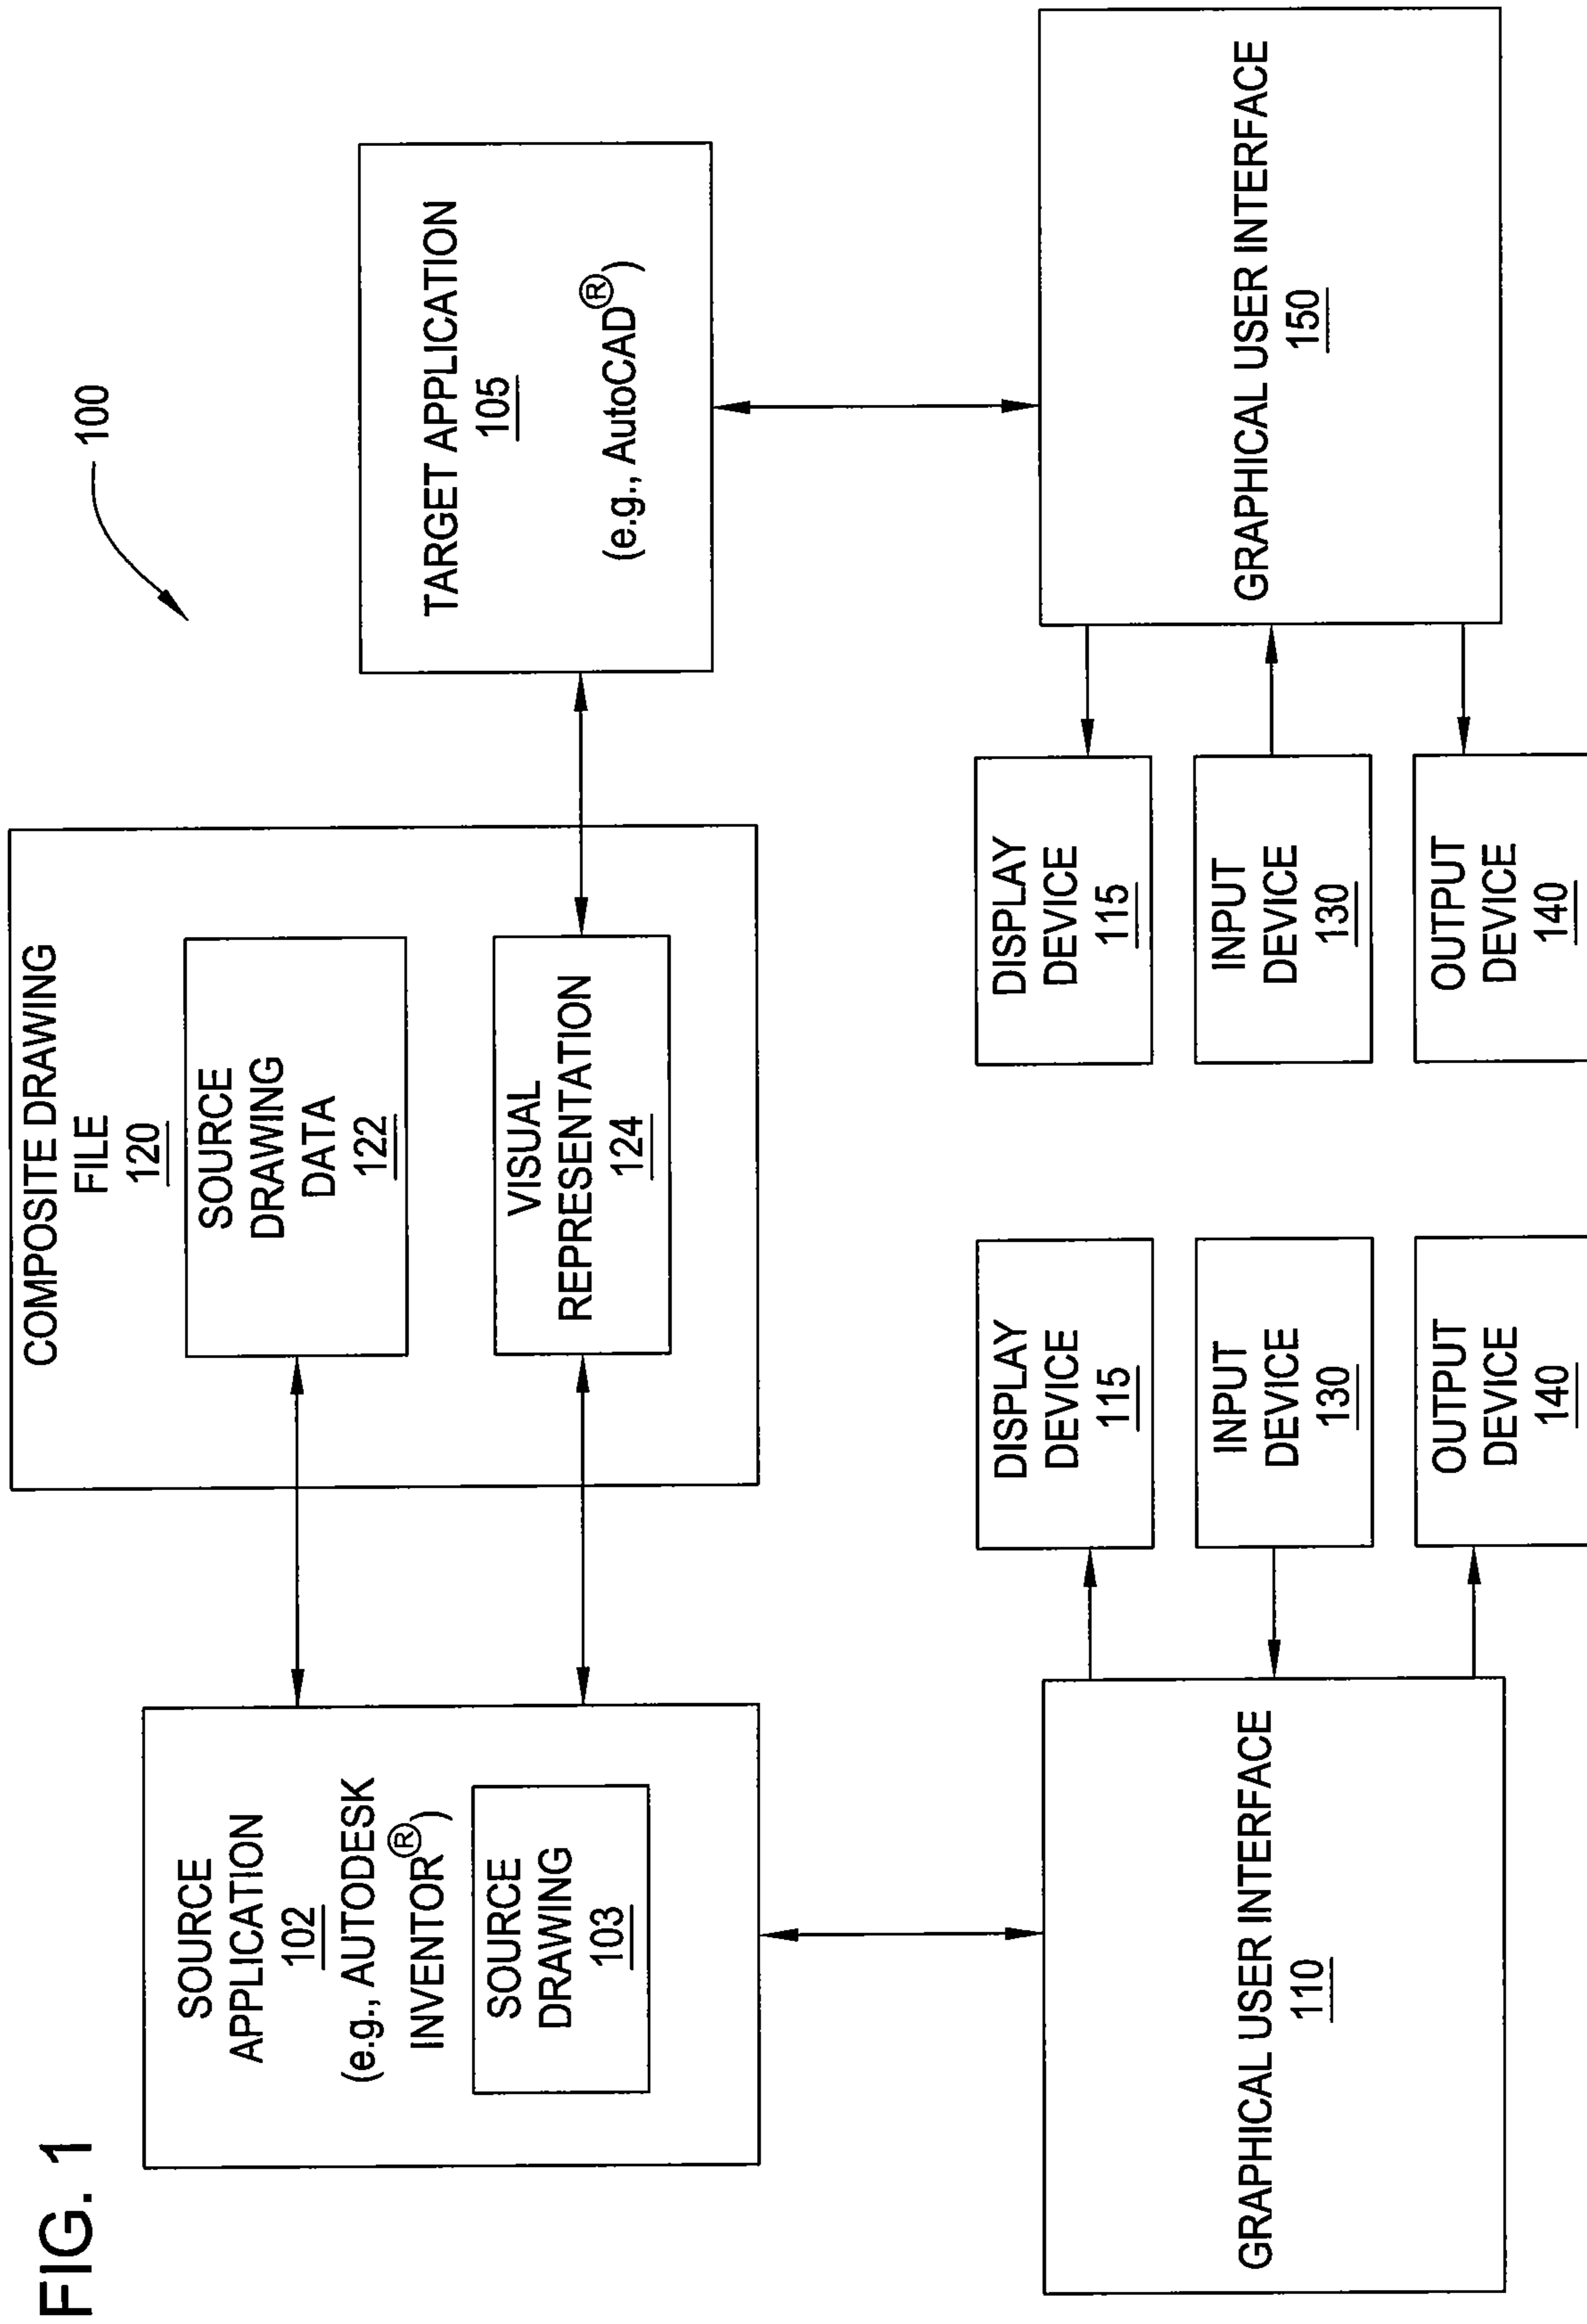 FIG. 1
100
SOURCE
APPLICATION
102
(e.g., AUTODESK
INVENTOR®)
SOURCE
DRAWING
103
COMPOSITE DRAWING
FILE
120
SOURCE
DRAWING
DATA
122
VISUAL
REPRESENTATION
124
TARGET APPLICATION
105
(e.g., AutoCAD®)
GRAPHICAL USER INTERFACE
110
DISPLAY
DEVICE
115
INPUT
DEVICE
130
OUTPUT
DEVICE
140
DISPLAY
DEVICE
115
INPUT
DEVICE
130
OUTPUT
DEVICE
140
GRAPHICAL USER INTERFACE
150